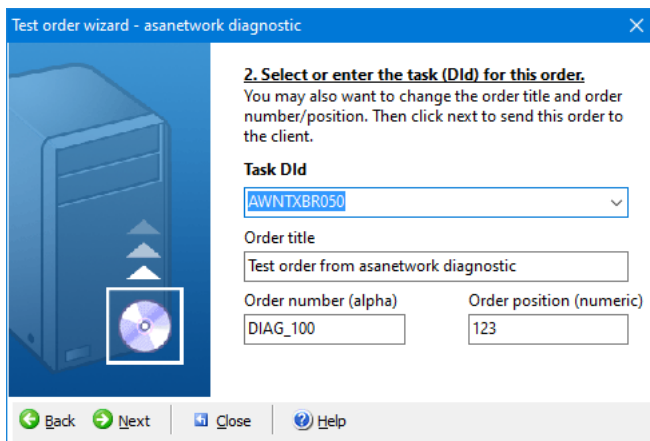 Test order wizard - asanetwork diagnostic
2. Select or enter the task (DId) for this order.
You may also want to change the order title and order
number/position. Then click next to send this order to
the client.
Task DId
AWNTXBR050
Order title
Test order from asanetwork diagnostic
Order number (alpha) Order position (numeric)
DIAG_100 123
Back Next Close Help